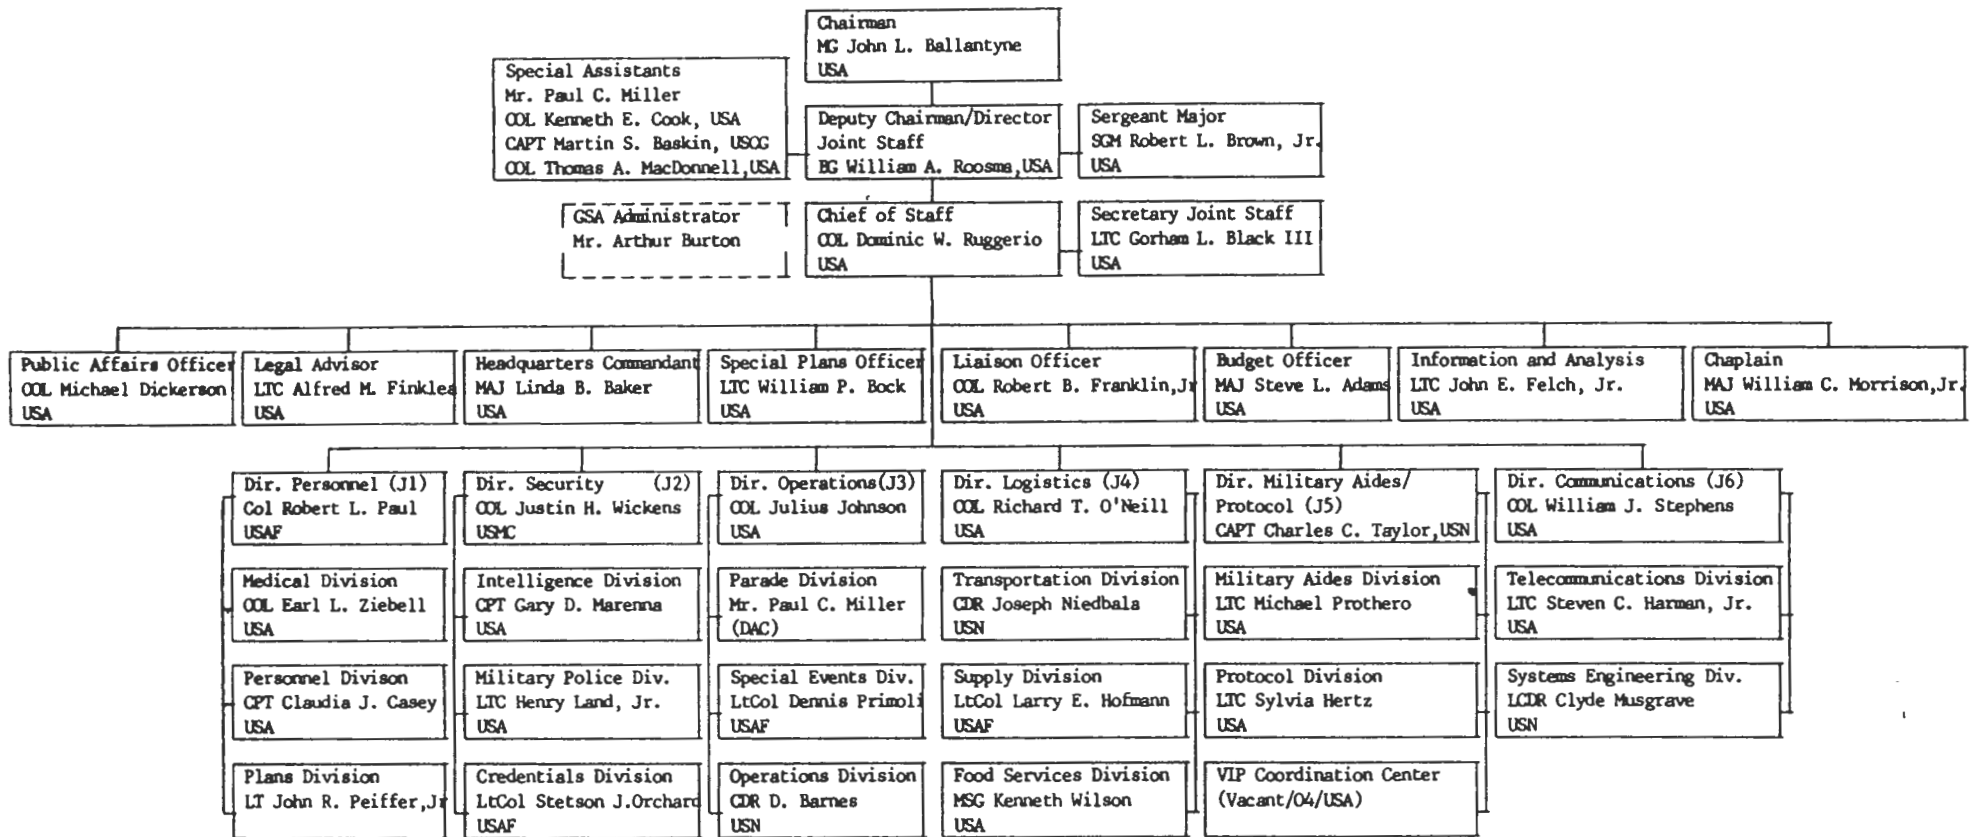 Chairman
MG John L. Ballantyne
USA
Special Assistants
Mr. Paul C. Miller
COL Kenneth E. Cook, USA
CAPT Martin S. Baskin, USCG
COL Thomas A. MacDonnell,USA
Deputy Chairman/Director
Joint Staff
BG William A. Roosma,USA
Sergeant Major
SGM Robert L. Brown, Jr.
USA
GSA Administrator
Mr. Arthur Burton
Chief of Staff
COL Dominic W. Ruggerio
USA
Secretary Joint Staff
LTC Gorham L. Black III
USA
Public Affairs Officer
COL Michael Dickerson
USA
Legal Advisor
LTC Alfred M. Finklea
USA
Headquarters Commandant
MAJ Linda B. Baker
USA
Special Plans Officer
LTC William P. Bock
USA
Liaison Officer
COL Robert B. Franklin,Jr
USA
Budget Officer
MAJ Steve L. Adams
USA
Information and Analysis
LTC John E. Felch, Jr.
USA
Chaplain
MAJ William C. Morrison,Jr.
USA
Dir. Personnel (J1)
Col Robert L. Paul
USAF
Dir. Security (J2)
COL Justin H. Wickens
USMC
Dir. Operations(J3)
COL Julius Johnson
USA
Dir. Logistics (J4)
COL Richard T. O'Neill
USA
Dir. Military Aides/
Protocol (J5)
CAPT Charles C. Taylor,USN
Dir. Communications (J6)
COL William J. Stephens
USA
Medical Division
COL Earl L. Ziebell
USA
Intelligence Division
CPT Gary D. Marenna
USA
Parade Division
Mr. Paul C. Miller
(DAC)
Transportation Division
CDR Joseph Niedbala
USN
Military Aides Division
LTC Michael Prothero
USA
Telecommunications Division
LTC Steven C. Harman, Jr.
USA
Personnel Divison
CPT Claudia J. Casey
USA
Military Police Div.
LTC Henry Land, Jr.
USA
Special Events Div.
LtCol Dennis Primoli
USAF
Supply Division
LtCol Larry E. Hofmann
USAF
Protocol Division
LTC Sylvia Hertz
USA
Systems Engineering Div.
LCDR Clyde Musgrave
USN
Plans Division
LT John R. Peiffer,Jr
Credentials Division
LtCol Stetson J.Orchard
USAF
Operations Division
CDR D. Barnes
USN
Food Services Division
MSG Kenneth Wilson
USA
VIP Coordination Center
(Vacant/04/USA)